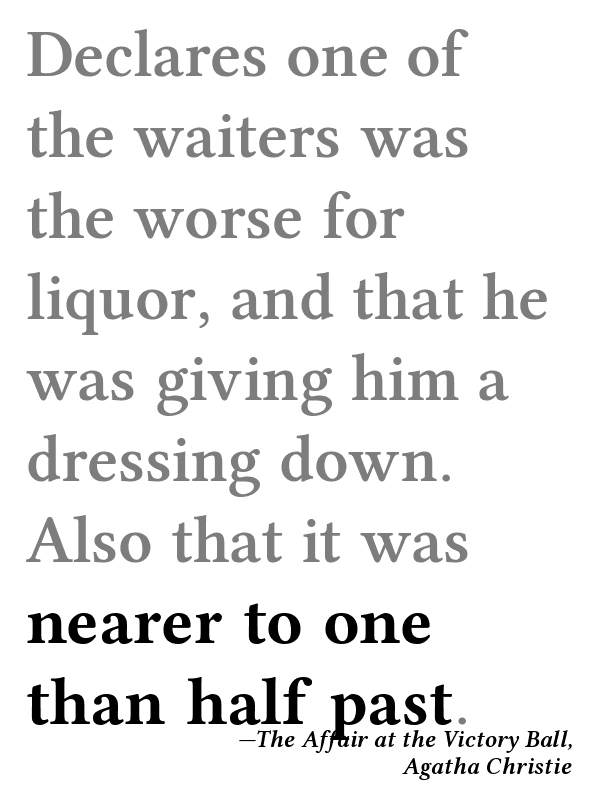 Declares one of
the waiters was
the worse for
liquor, and that he
was giving him a
dressing down.
Also that it was
nearer to one
than half past.
—The Affair at the Victory Ball,
Agatha Christie